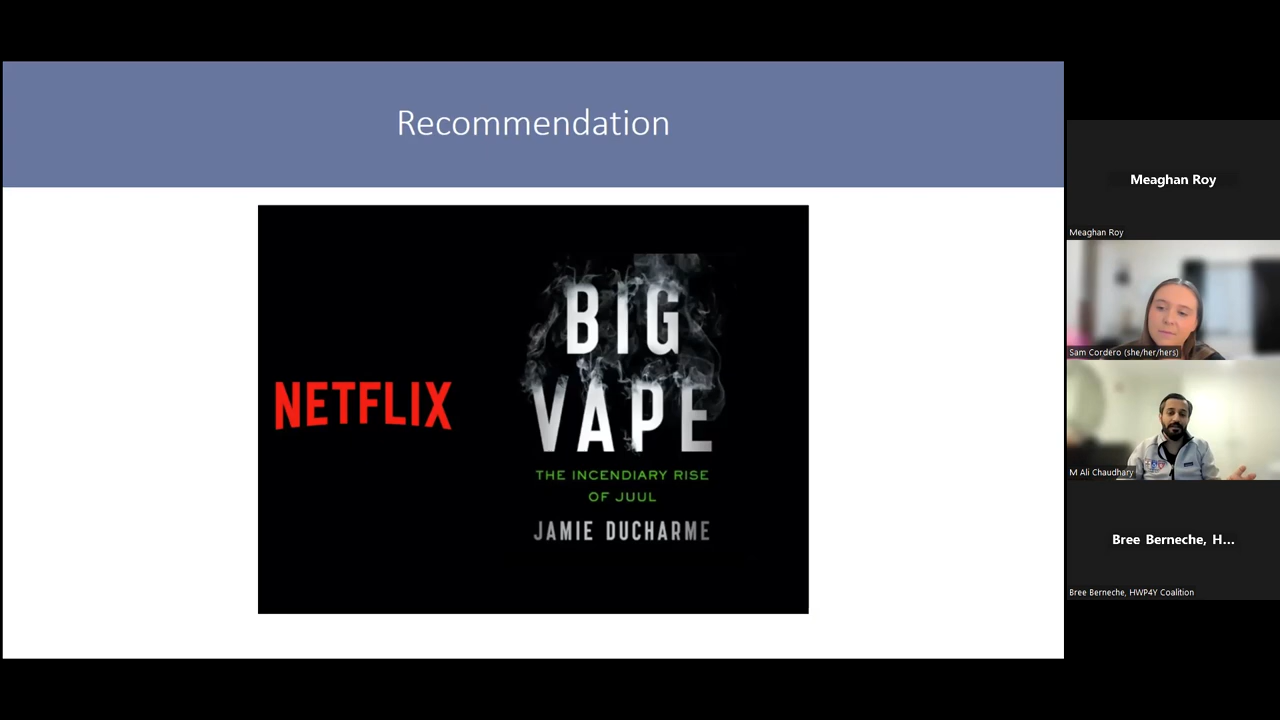 Recommendation
NETFLIX
BIG
VAPE
THE INCENDIARY RISE
OF JUUL
JAMIE DUCHARME
Meaghan Roy
Meaghan Roy
Sam Cordero (she/her/hers)
M Ali Chaudhary
Bree Berneche, H...
Bree Berneche, HWP4Y Coalition